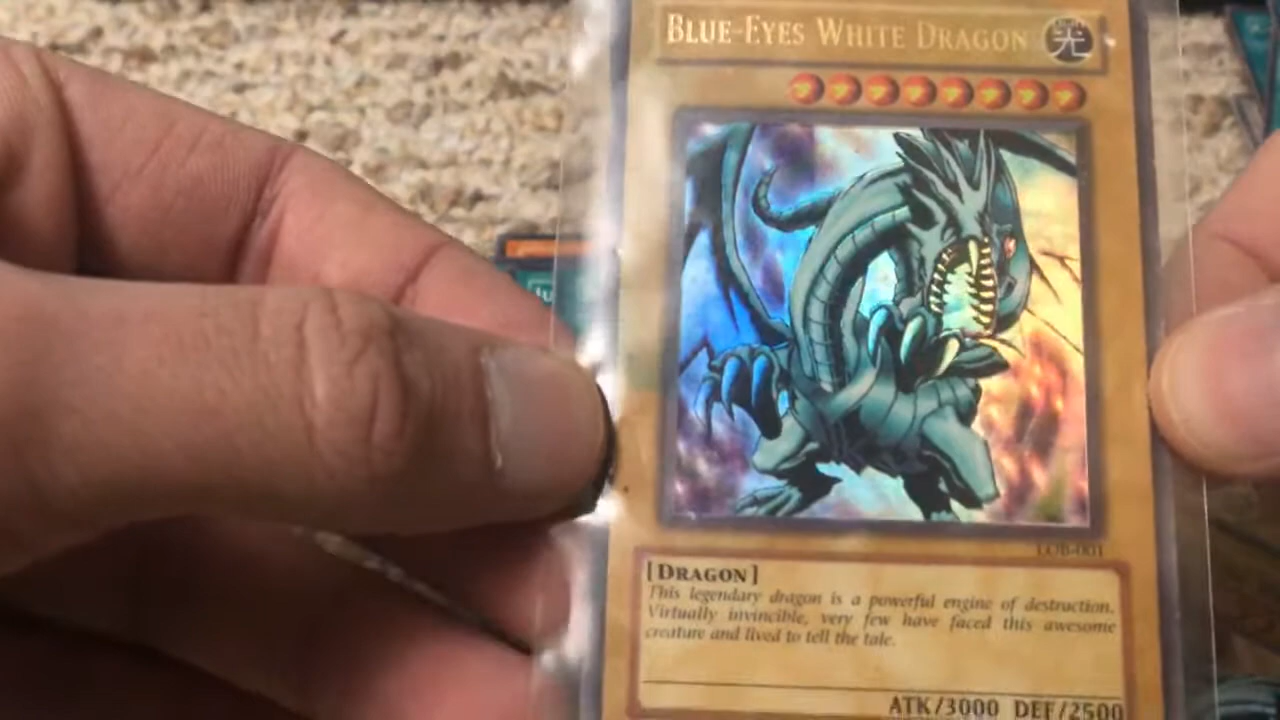 BLUE-EYES WHITE DRAGON 光
LOB-001
[DRAGON]
This legendary dragon is a powerful engine of destruction.
Virtually invincible, very few have faced this awesome
creature and lived to tell the tale.
ATK/3000 DEF/2500